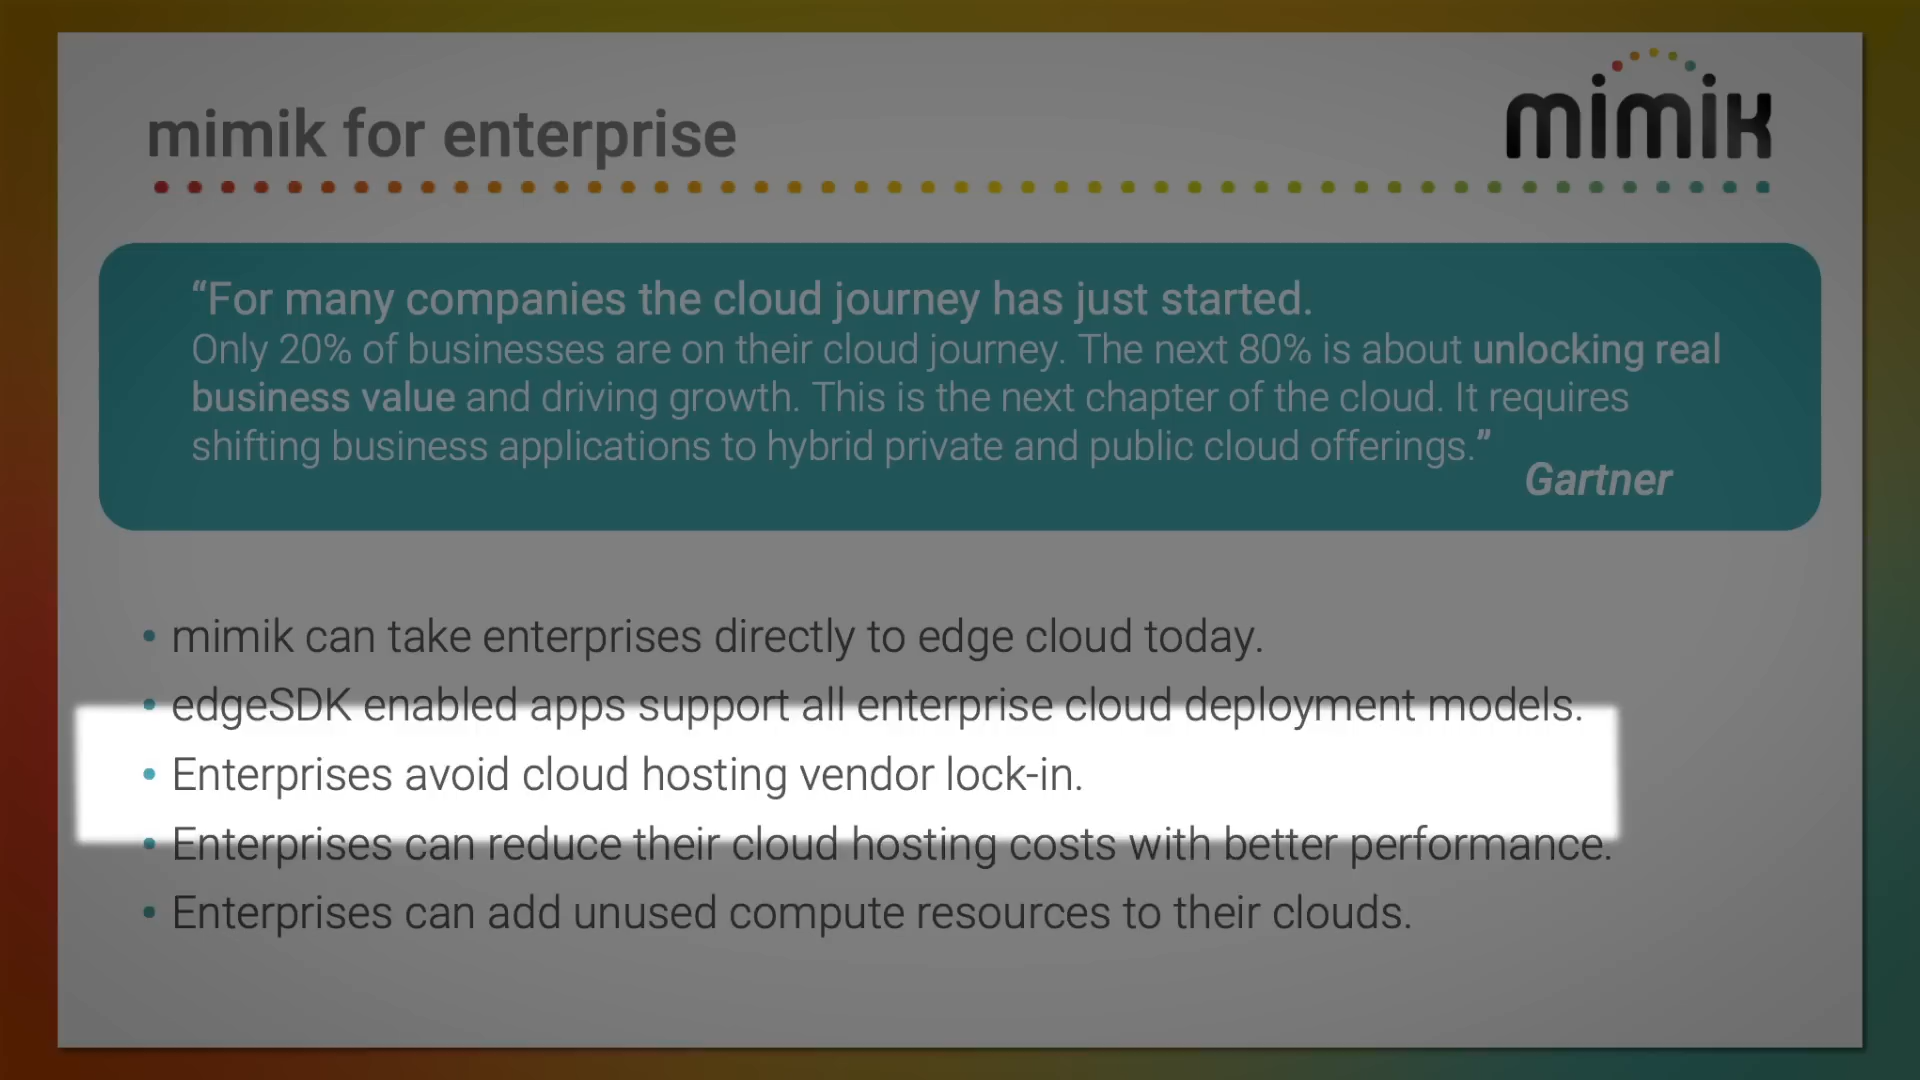 mimik for enterprise
mimik
“For many companies the cloud journey has just started.
Only 20% of businesses are on their cloud journey. The next 80% is about unlocking real
business value and driving growth. This is the next chapter of the cloud. It requires
shifting business applications to hybrid private and public cloud offerings.”
Gartner
• mimik can take enterprises directly to edge cloud today.
• edgeSDK enabled apps support all enterprise cloud deployment models.
• Enterprises avoid cloud hosting vendor lock-in.
• Enterprises can reduce their cloud hosting costs with better performance.
• Enterprises can add unused compute resources to their clouds.